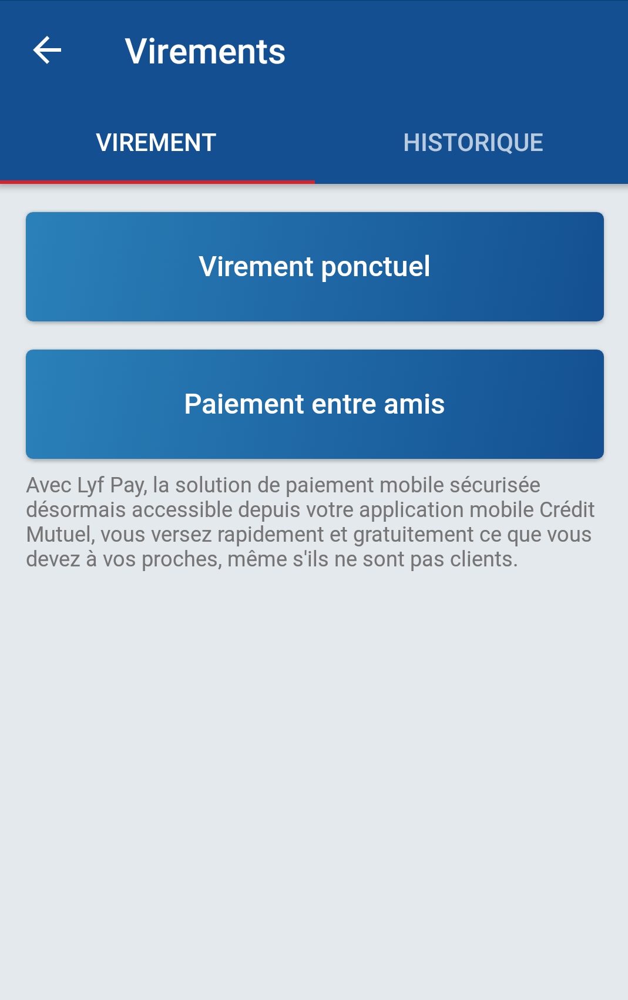 Virements
VIREMENT
HISTORIQUE
Virement ponctuel
Paiement entre amis
Avec Lyf Pay, la solution de paiement mobile sécurisée
désormais accessible depuis votre application mobile Crédit
Mutuel, vous versez rapidement et gratuitement ce que vous
devez à vos proches, même s'ils ne sont pas clients.